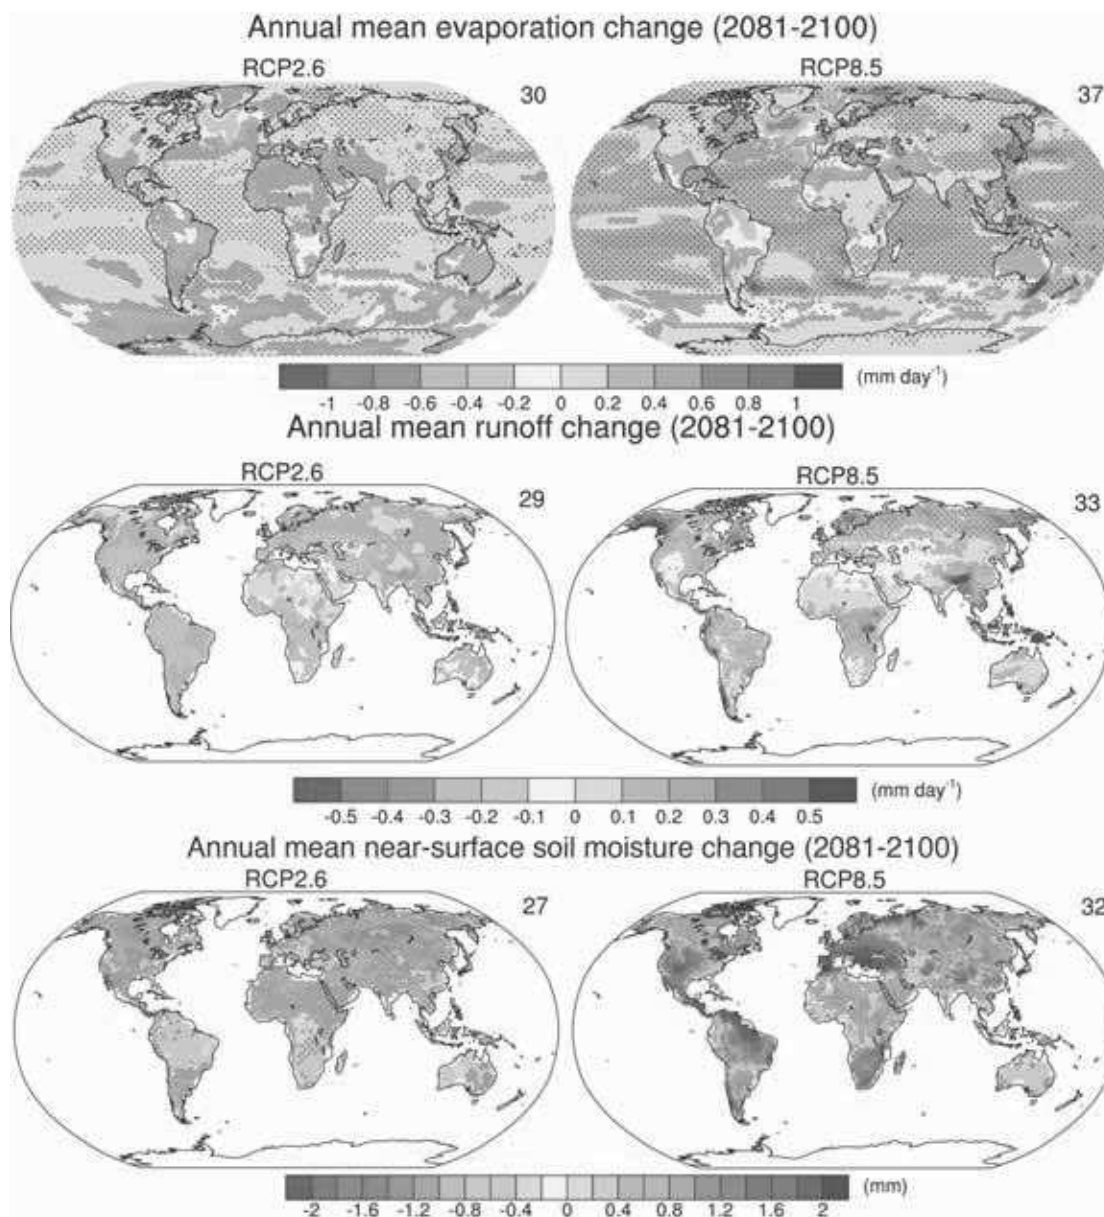 Annual mean evaporation change (2081-2100)
RCP2.6 RCP8.5
30 37
-1 -0.8 -0.6 -0.4 -0.2 0 0.2 0.4 0.6 0.8 1 (mm day⁻¹)
Annual mean runoff change (2081-2100)
RCP2.6 RCP8.5
29 33
-0.5 -0.4 -0.3 -0.2 -0.1 0 0.1 0.2 0.3 0.4 0.5 (mm day⁻¹)
Annual mean near-surface soil moisture change (2081-2100)
RCP2.6 RCP8.5
27 32
-2 -1.6 -1.2 -0.8 -0.4 0 0.4 0.8 1.2 1.6 2 (mm)